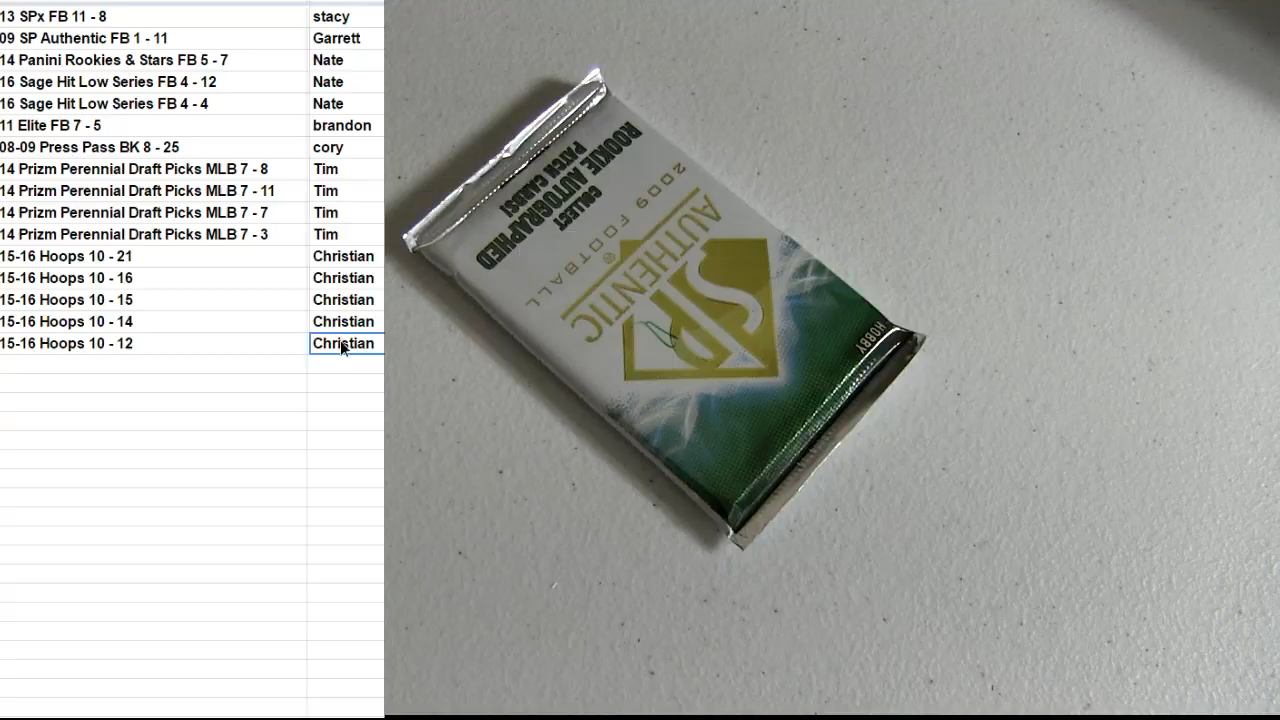 13 SPx FB 11 - 8 stacy
09 SP Authentic FB 1 - 11 Garrett
14 Panini Rookies & Stars FB 5 - 7 Nate
16 Sage Hit Low Series FB 4 - 12 Nate
16 Sage Hit Low Series FB 4 - 4 Nate
11 Elite FB 7 - 5 brandon
08-09 Press Pass BK 8 - 25 cory
14 Prizm Perennial Draft Picks MLB 7 - 8 Tim
14 Prizm Perennial Draft Picks MLB 7 - 11 Tim
14 Prizm Perennial Draft Picks MLB 7 - 7 Tim
14 Prizm Perennial Draft Picks MLB 7 - 3 Tim
15-16 Hoops 10 - 21 Christian
15-16 Hoops 10 - 16 Christian
15-16 Hoops 10 - 15 Christian
15-16 Hoops 10 - 14 Christian
15-16 Hoops 10 - 12 Christian
HOBBY
SP
AUTHENTIC
2009 FOOTBALL
COLLECT
ROOKIE AUTOGRAPHED
PATCH CARDS!